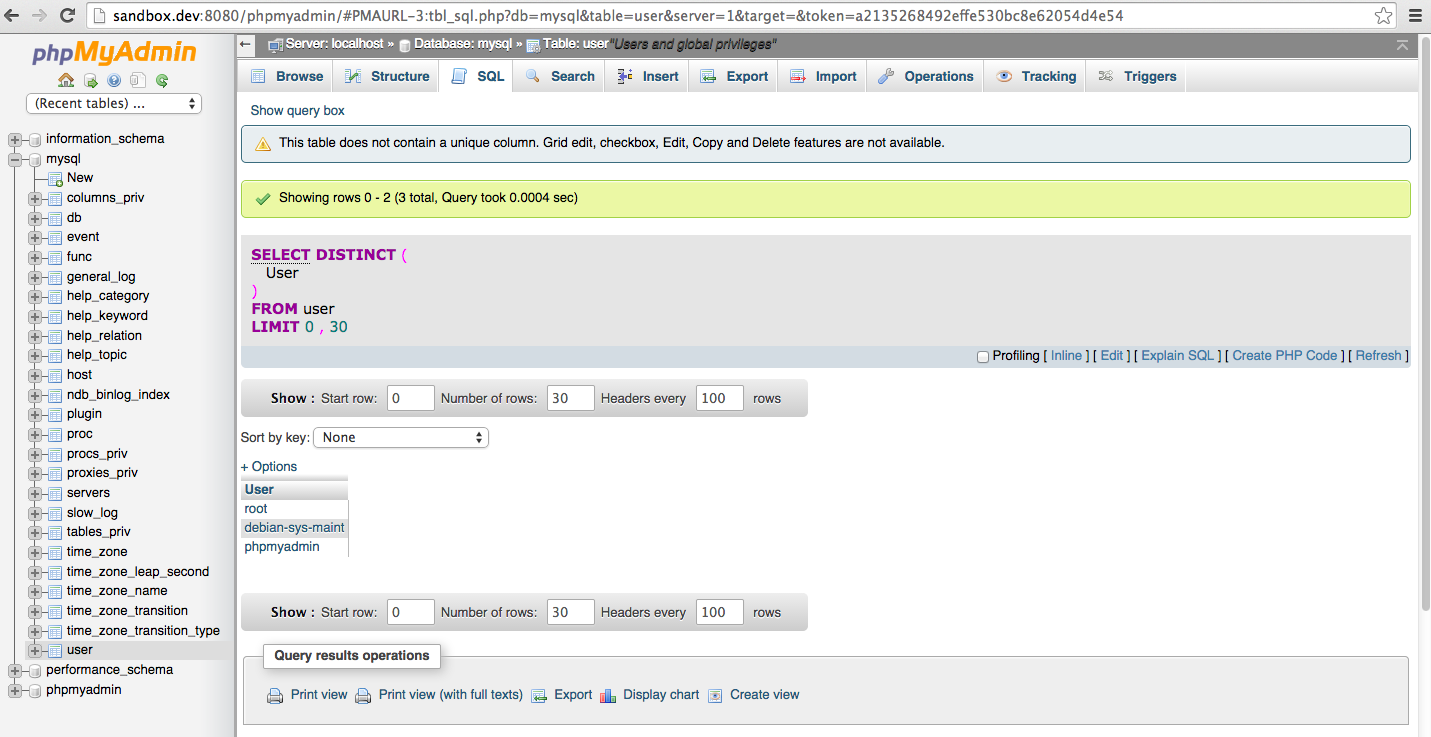 sandbox.dev:8080/phpmyadmin/#PMAURL-3:tbl_sql.php?db=mysql&table=user&server=1&target=&token=a2135268492effe530bc8e62054d4e54
phpMyAdmin
(Recent tables) ...
information_schema
mysql
New
columns_priv
db
event
func
general_log
help_category
help_keyword
help_relation
help_topic
host
ndb_binlog_index
plugin
proc
procs_priv
proxies_priv
servers
slow_log
tables_priv
time_zone
time_zone_leap_second
time_zone_name
time_zone_transition
time_zone_transition_type
user
performance_schema
phpmyadmin
Server: localhost » Database: mysql » Table: user "Users and global privileges"
Browse Structure SQL Search Insert Export Import Operations Tracking Triggers
Show query box
This table does not contain a unique column. Grid edit, checkbox, Edit, Copy and Delete features are not available.
Showing rows 0 - 2 (3 total, Query took 0.0004 sec)
SELECT DISTINCT (
User
)
FROM user
LIMIT 0 , 30
Profiling [ Inline ] [ Edit ] [ Explain SQL ] [ Create PHP Code ] [ Refresh ]
Show : Start row: 0 Number of rows: 30 Headers every 100 rows
Sort by key: None
+ Options
User
root
debian-sys-maint
phpmyadmin
Show : Start row: 0 Number of rows: 30 Headers every 100 rows
Query results operations
Print view Print view (with full texts) Export Display chart Create view